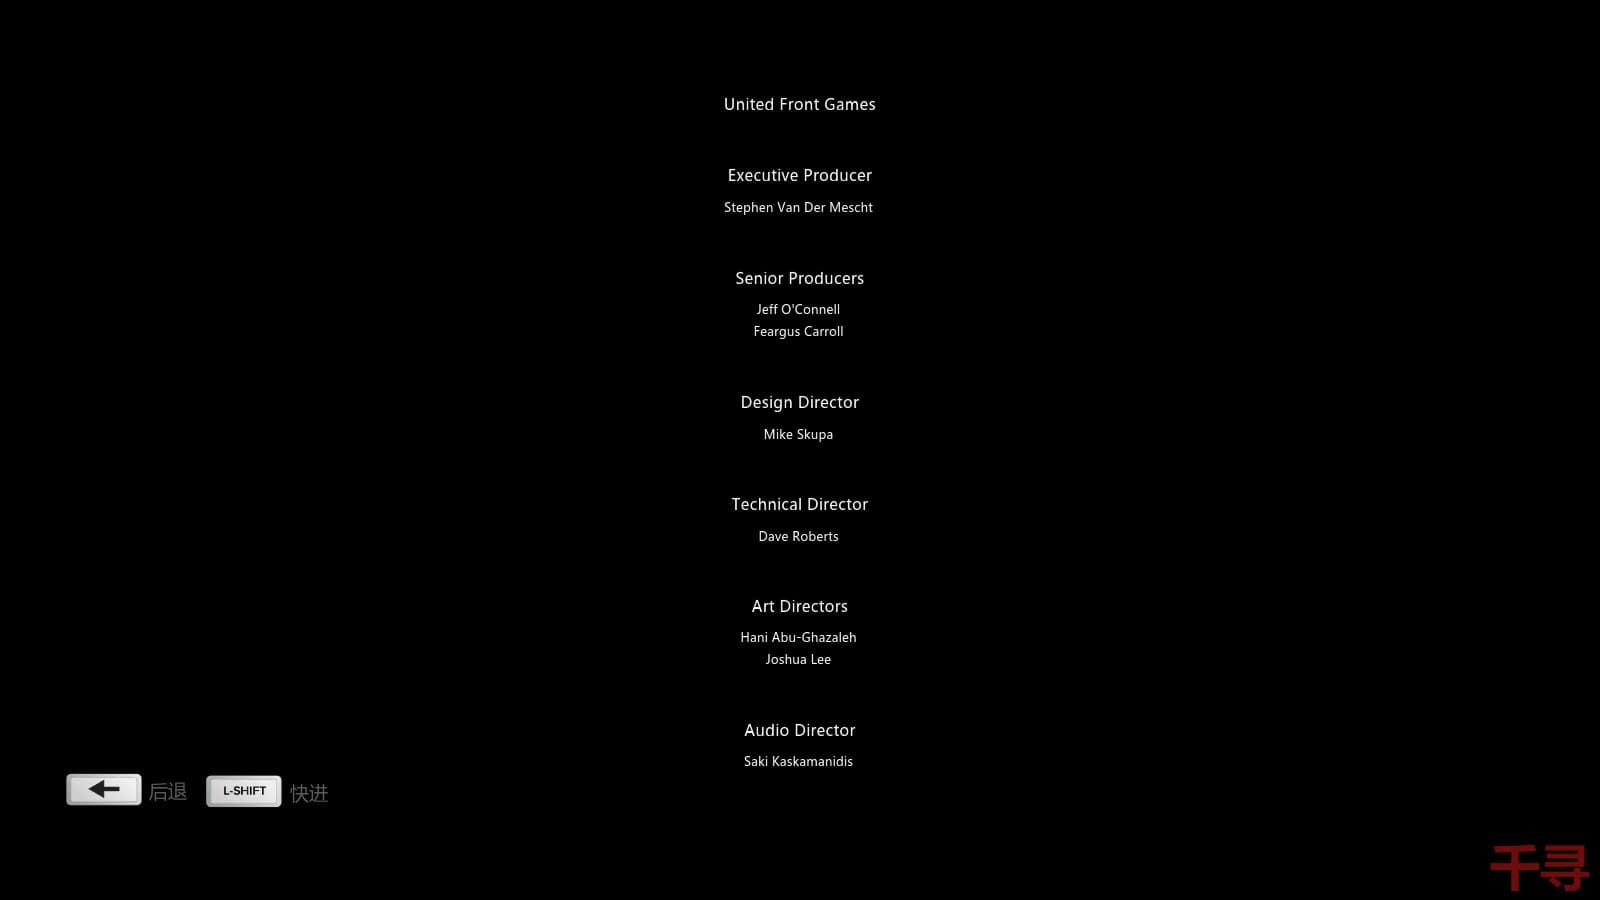 United Front Games
Executive Producer
Stephen Van Der Mescht
Senior Producers
Jeff O'Connell
Feargus Carroll
Design Director
Mike Skupa
Technical Director
Dave Roberts
Art Directors
Hani Abu-Ghazaleh
Joshua Lee
Audio Director
Saki Kaskamanidis
后退 L-SHIFT 快进
千寻